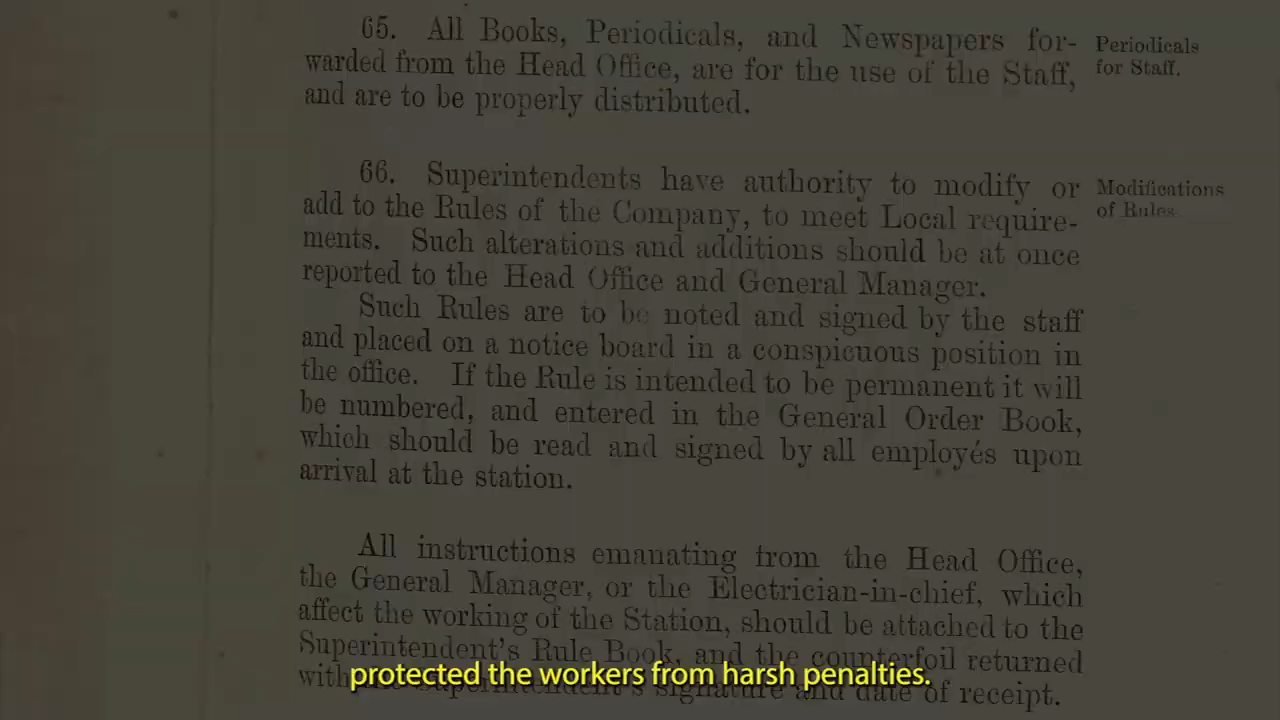 65. All Books, Periodicals, and Newspapers for-
warded from the Head Office, are for the use of the Staff,
and are to be properly distributed.
Periodicals
for Staff.
66. Superintendents have authority to modify or
add to the Rules of the Company, to meet Local require-
ments. Such alterations and additions should be at once
reported to the Head Office and General Manager.
Modifications
of Rules
Such Rules are to be noted and signed by the staff
and placed on a notice board in a conspicuous position in
the office. If the Rule is intended to be permanent it will
be numbered, and entered in the General Order Book,
which should be read and signed by all employés upon
arrival at the station.
All instructions emanating from the Head Office,
the General Manager, or the Electrician-in-chief, which
affect the working of the Station, should be attached to the
Superintendent's Rule Book, and the counterfoil returned
with Superintendent's signature and date of receipt.
protected the workers from harsh penalties.